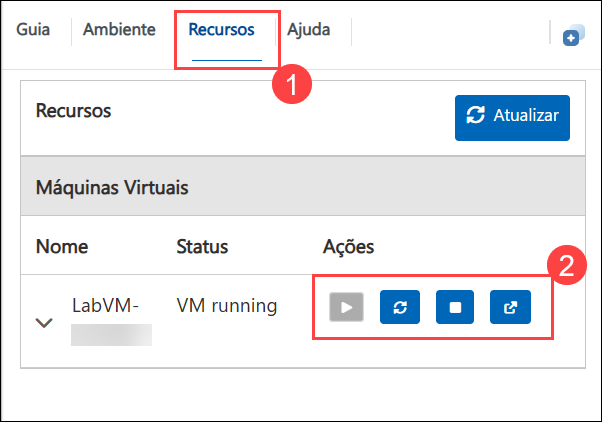 Guia Ambiente Recursos Ajuda
1
Recursos Atualizar
Máquinas Virtuais
Nome Status Ações
2
LabVM- VM running